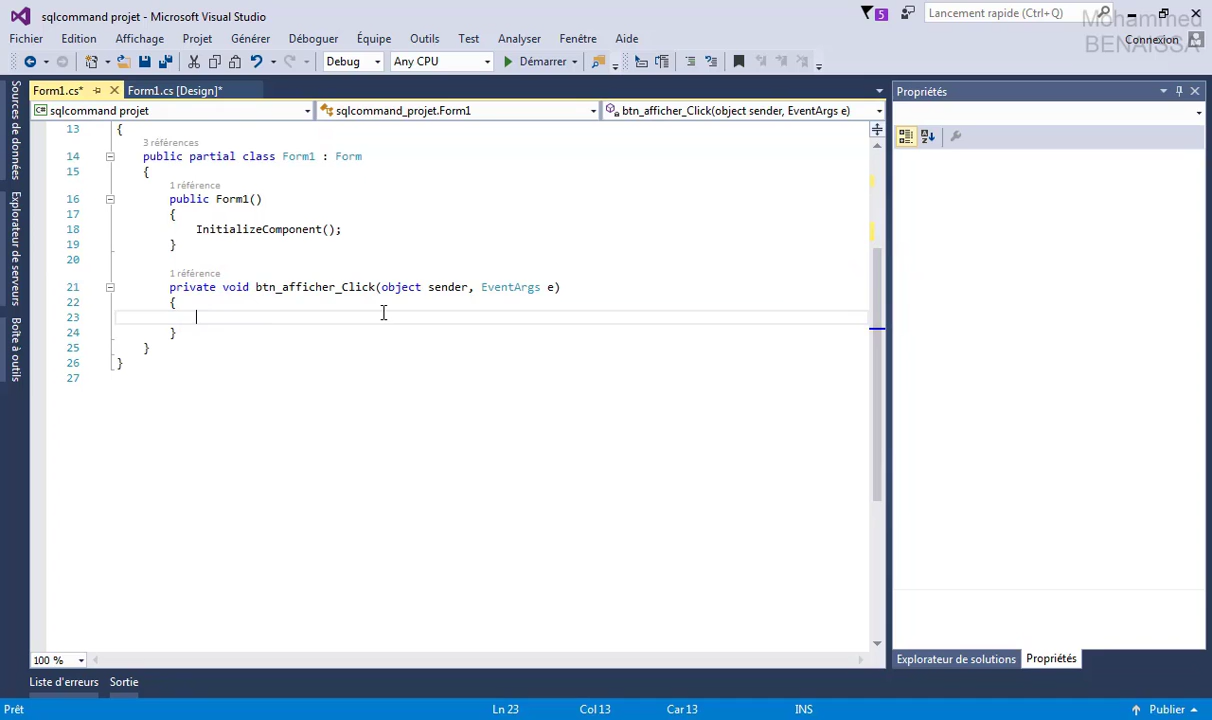 sqlcommand projet - Microsoft Visual Studio
5
Lancement rapide (Ctrl+Q)
Mohammed
BENAISSA
Fichier Edition Affichage Projet Générer Déboguer Équipe Outils Test Analyser Fenêtre Aide
Connexion
Debug Any CPU Démarrer
Form1.cs* Form1.cs [Design]*
Propriétés
sqlcommand projet sqlcommand_projet.Form1 btn_afficher_Click(object sender, EventArgs e)
Sources de données
Explorateur de serveurs
Boîte à outils
13 {
3 références
14 public partial class Form1 : Form
15 {
1 référence
16 public Form1()
17 {
18 InitializeComponent();
19 }
20
1 référence
21 private void btn_afficher_Click(object sender, EventArgs e)
22 {
23
24 }
25 }
26 }
27
100 %
Explorateur de solutions Propriétés
Liste d'erreurs Sortie
Prêt Ln 23 Col 13 Car 13 INS Publier